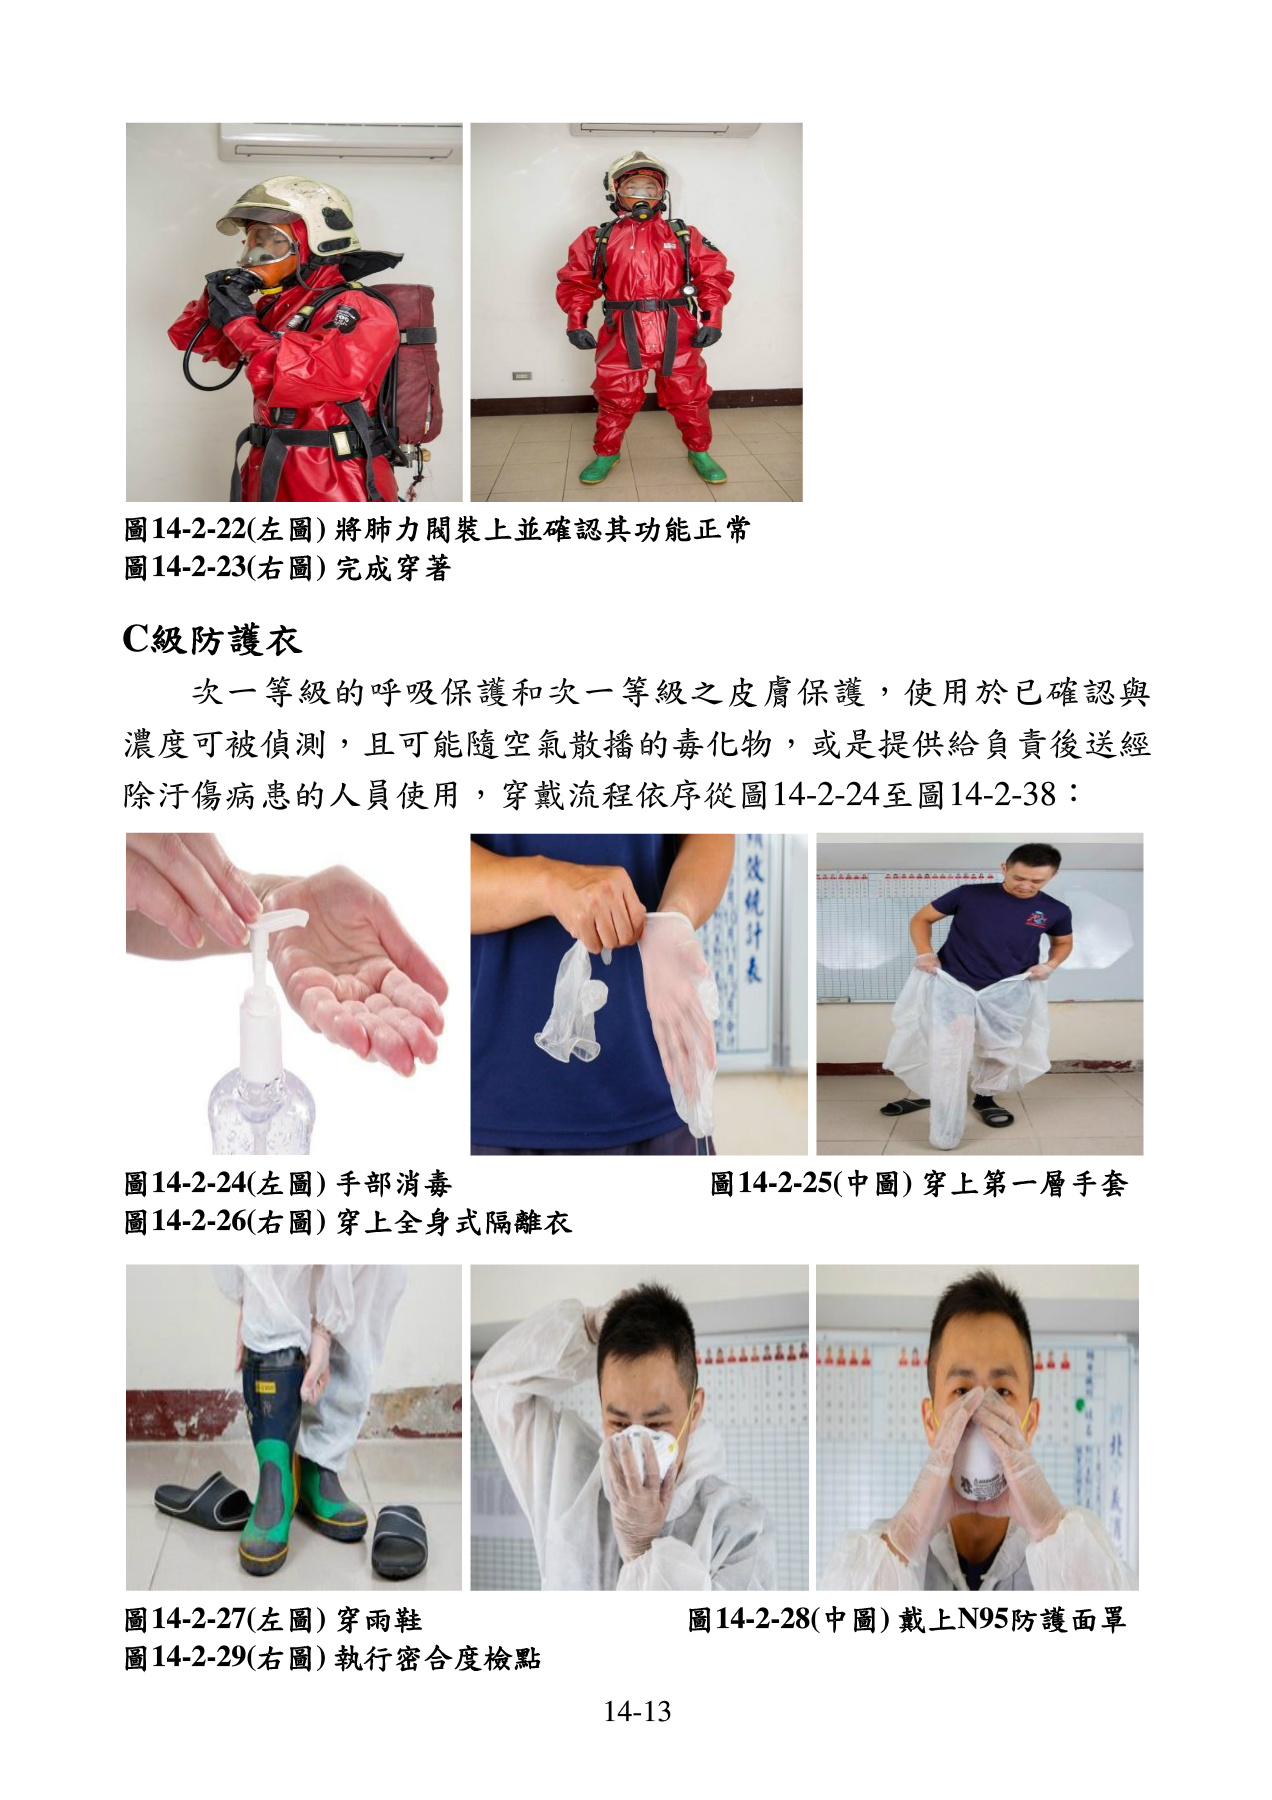 圖14-2-22(左圖) 將肺力閥裝上並確認其功能正常
圖14-2-23(右圖) 完成穿著
C級防護衣
次一等級的呼吸保護和次一等級之皮膚保護，使用於已確認與
濃度可被偵測，且可能隨空氣散播的毒化物，或是提供給負責後送經
除汙傷病患的人員使用，穿戴流程依序從圖14-2-24至圖14-2-38：
效統計表
圖14-2-24(左圖) 手部消毒 圖14-2-25(中圖) 穿上第一層手套
圖14-2-26(右圖) 穿上全身式隔離衣
圖14-2-27(左圖) 穿雨鞋 圖14-2-28(中圖) 戴上N95防護面罩
圖14-2-29(右圖) 執行密合度檢點
14-13